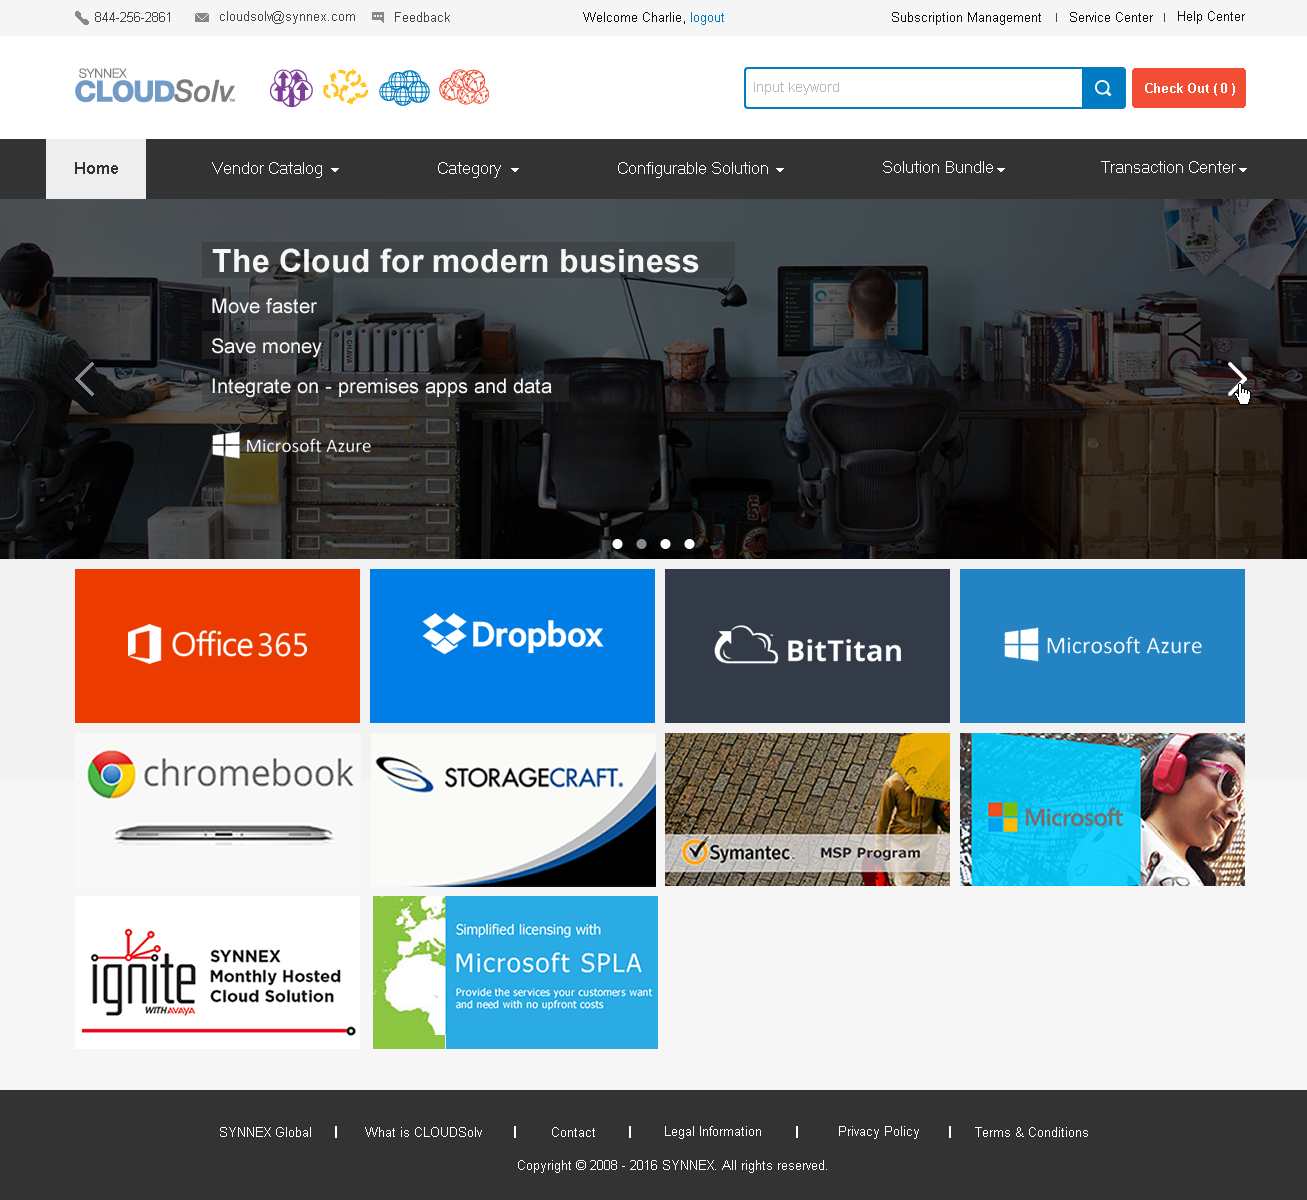 844-256-2861 cloudsolv@synnex.com Feedback Welcome Charlie, logout Subscription Management Service Center Help Center
SYNNEX
CLOUDSolv
Input keyword
Check Out ( 0 )
Home Vendor Catalog Category Configurable Solution Solution Bundle Transaction Center
The Cloud for modern business
Move faster
Save money
Integrate on - premises apps and data
Microsoft Azure
Office 365
Dropbox
BitTitan
Microsoft Azure
chromebook
STORAGECRAFT.
Symantec. MSP Program
Microsoft
ignite
WITH AVAYA
SYNNEX
Monthly Hosted
Cloud Solution
Simplified licensing with
Microsoft SPLA
Provide the services your customers want
and need with no upfront costs
SYNNEX Global What is CLOUDSolv Contact Legal Information Privacy Policy Terms & Conditions
Copyright © 2008 - 2016 SYNNEX. All rights reserved.